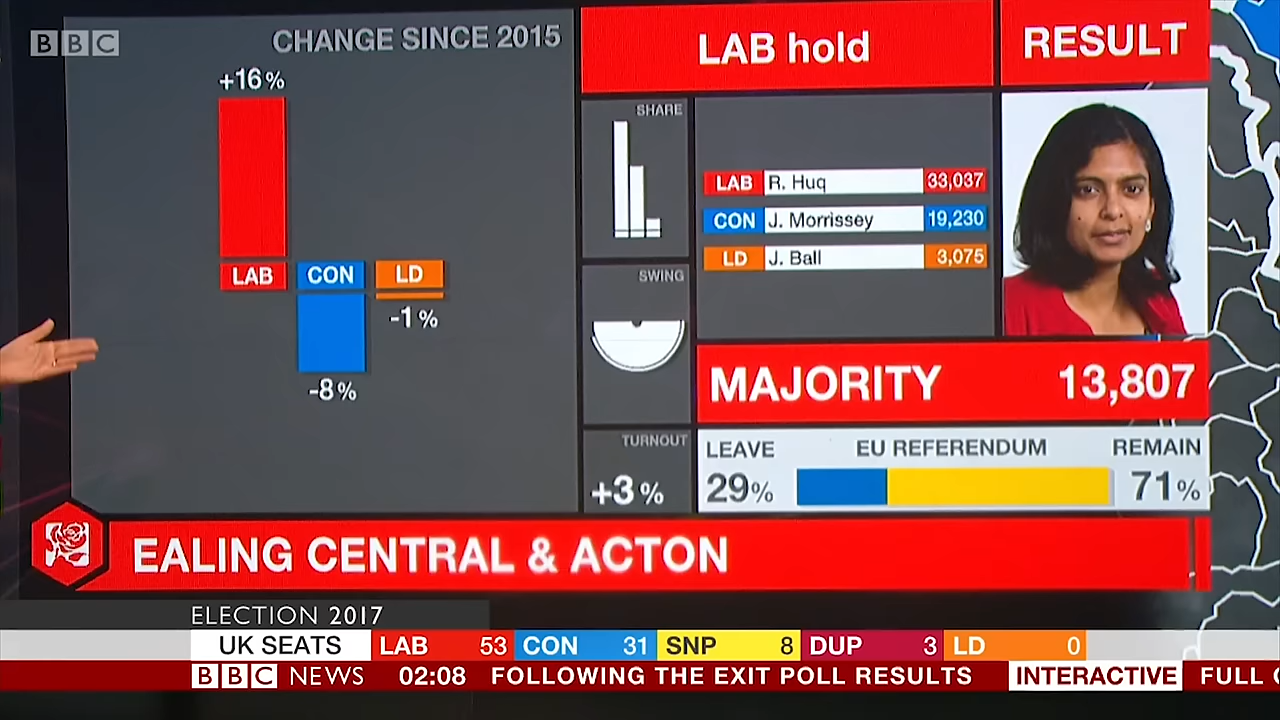 BBC
CHANGE SINCE 2015
+16%
LAB CON LD
-1%
-8%
LAB hold
RESULT
SHARE
LAB R. Huq 33,037
CON J. Morrissey 19,230
LD J. Ball 3,075
SWING
MAJORITY 13,807
TURNOUT
+3%
LEAVE EU REFERENDUM REMAIN
29% 71%
EALING CENTRAL & ACTON
ELECTION 2017
UK SEATS LAB 53 CON 31 SNP 8 DUP 3 LD 0
BBC NEWS 02:08 FOLLOWING THE EXIT POLL RESULTS INTERACTIVE FULL